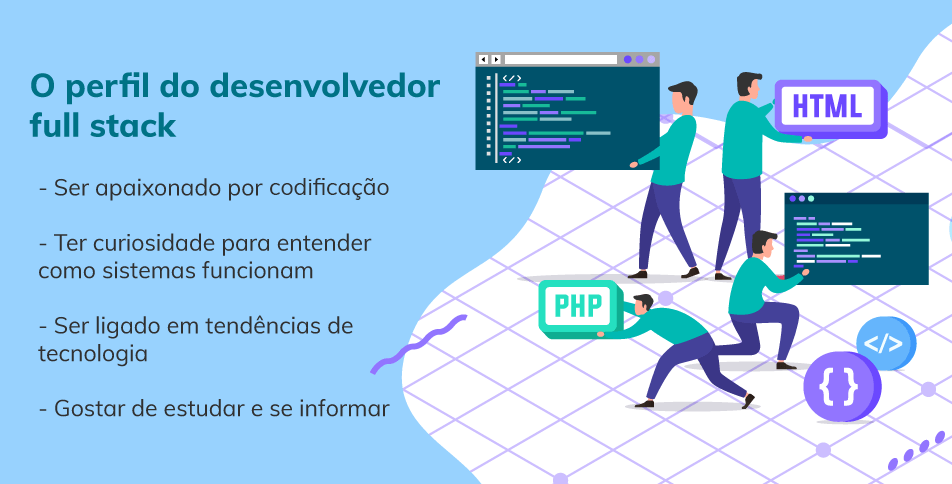 O perfil do desenvolvedor
full stack
- Ser apaixonado por codificação
- Ter curiosidade para entender
como sistemas funcionam
- Ser ligado em tendências de
tecnologia
- Gostar de estudar e se informar
</>
</>
HTML
PHP
</>
{}